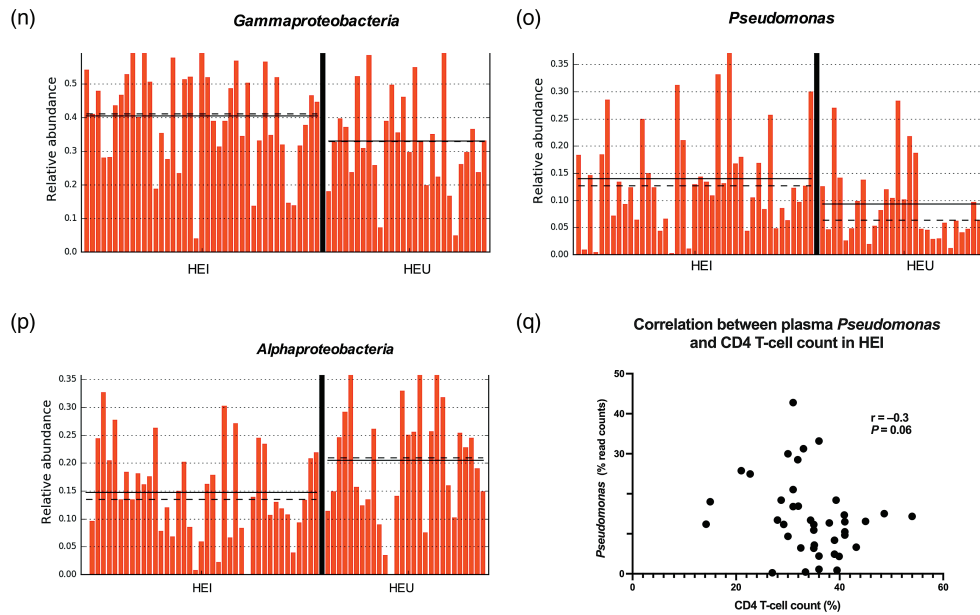 (n)
Gammaproteobacteria
Relative abundance
0.5
0.4
0.3
0.2
0.1
0.0
HEI
HEU
(o)
Pseudomonas
Relative abundance
0.35
0.30
0.25
0.20
0.15
0.10
0.05
0.00
HEI
HEU
(p)
Alphaproteobacteria
Relative abundance
0.35
0.30
0.25
0.20
0.15
0.10
0.05
0.00
HEI
HEU
(q)
Correlation between plasma Pseudomonas
and CD4 T-cell count in HEI
Pseudomonas
(% read counts)
50
30
10
0
r = –0.3
P = 0.06
0
20
40
60
CD4 T-cell count (%)